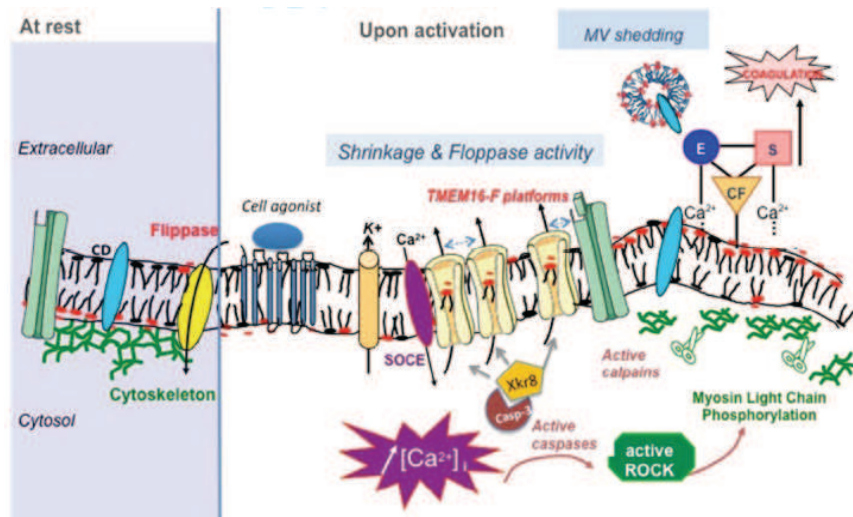 At rest
Upon activation
MV shedding
COAGULATION
Extracellular
Shrinkage & Floppase activity
E
S
CF
TMEM16-F platforms
Cell agonist
Flippase
CD
K+
Ca²⁺
Ca²⁺
Ca²⁺
SOCE
Cytoskeleton
Cytosol
Xkr8
Casp-3
Active
calpains
Myosin Light Chain
Phosphorylation
[Ca²⁺]i
Active
caspases
active
ROCK